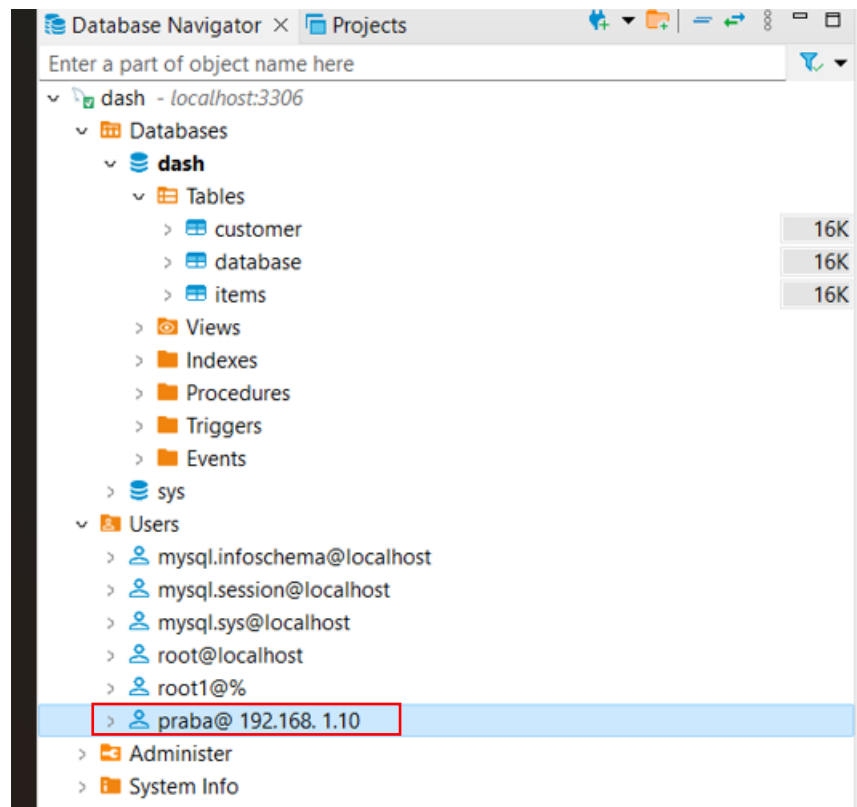 Database Navigator × Projects
Enter a part of object name here
dash - localhost:3306
Databases
dash
Tables
customer 16K
database 16K
items 16K
Views
Indexes
Procedures
Triggers
Events
sys
Users
mysql.infoschema@localhost
mysql.session@localhost
mysql.sys@localhost
root@localhost
root1@%
praba@ 192.168. 1.10
Administer
System Info